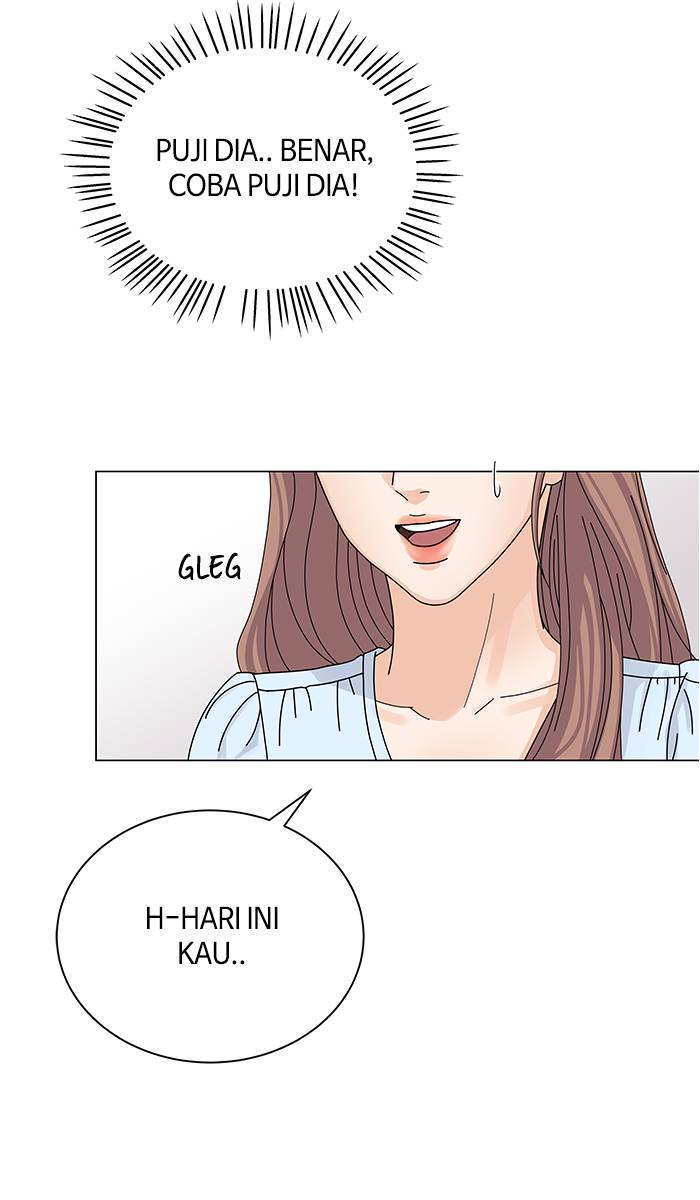 PUJI DIA.. BENAR,
COBA PUJI DIA!
GLEG
H-HARI INI
KAU..